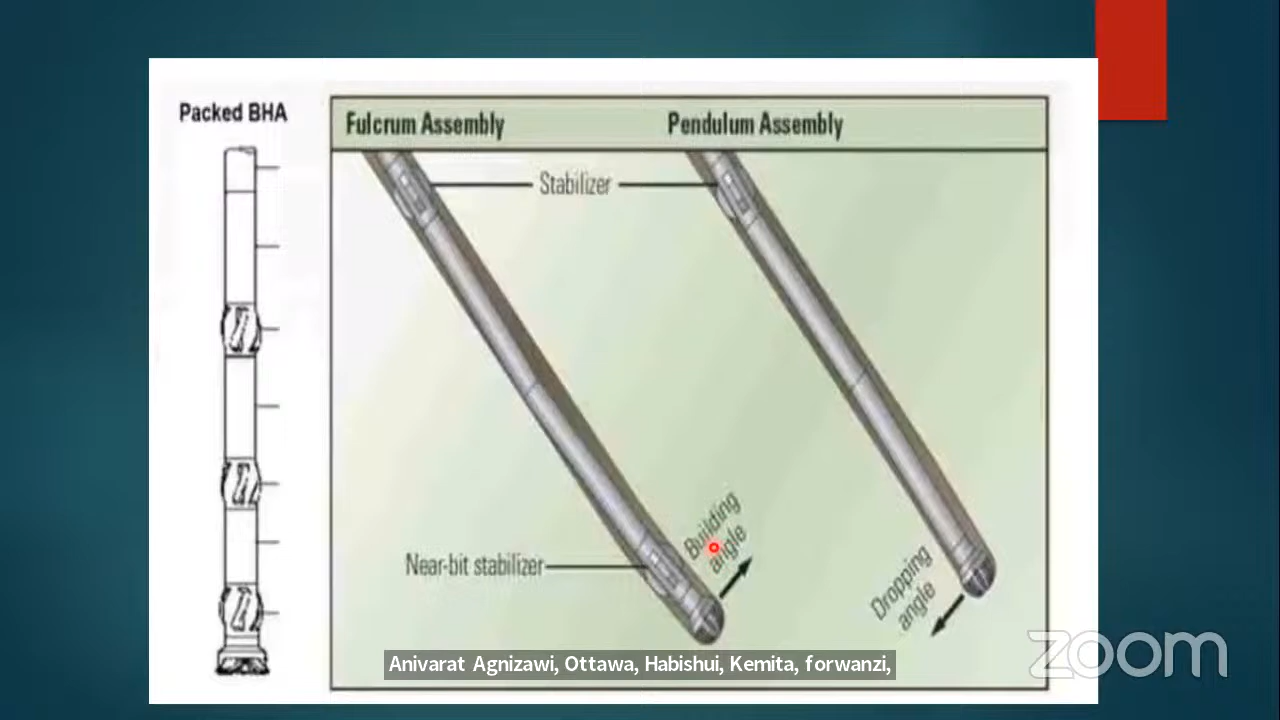 Packed BHA
Fulcrum Assembly
Pendulum Assembly
Stabilizer
Building
angle
Near-bit stabilizer
Dropping
angle
zoom
Anivarat Agnizawi, Ottawa, Habishui, Kemita, forwanzi,